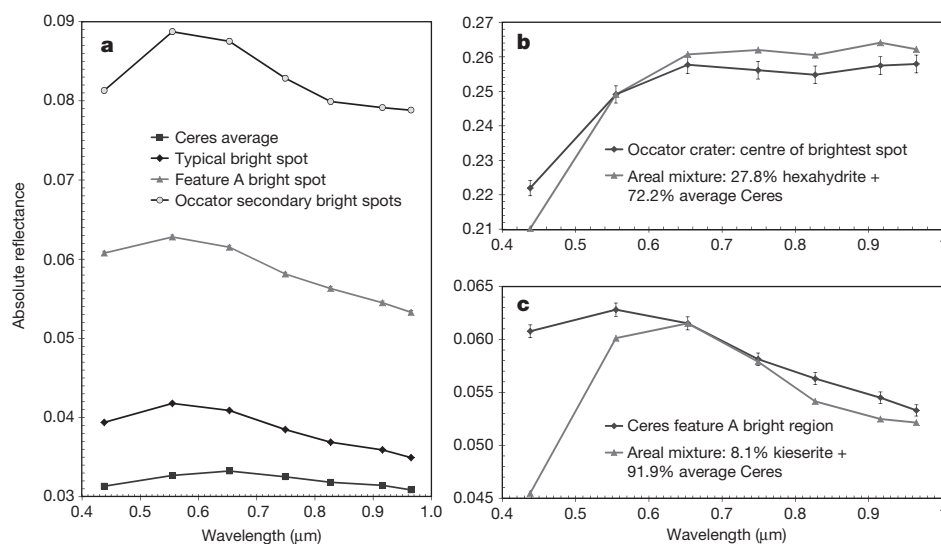 a
0.09
0.08
0.07
0.06
0.05
0.04
0.03
Absolute reflectance
Ceres average
Typical bright spot
Feature A bright spot
Occator secondary bright spots
0.4 0.5 0.6 0.7 0.8 0.9 1.0
Wavelength (μm)
b
0.27
0.26
0.25
0.24
0.23
0.22
0.21
Occator crater: centre of brightest spot
Areal mixture: 27.8% hexahydrite +
72.2% average Ceres
0.4 0.5 0.6 0.7 0.8 0.9 1
c
0.065
0.060
0.055
0.050
0.045
Ceres feature A bright region
Areal mixture: 8.1% kieserite +
91.9% average Ceres
0.4 0.5 0.6 0.7 0.8 0.9 1
Wavelength (μm)